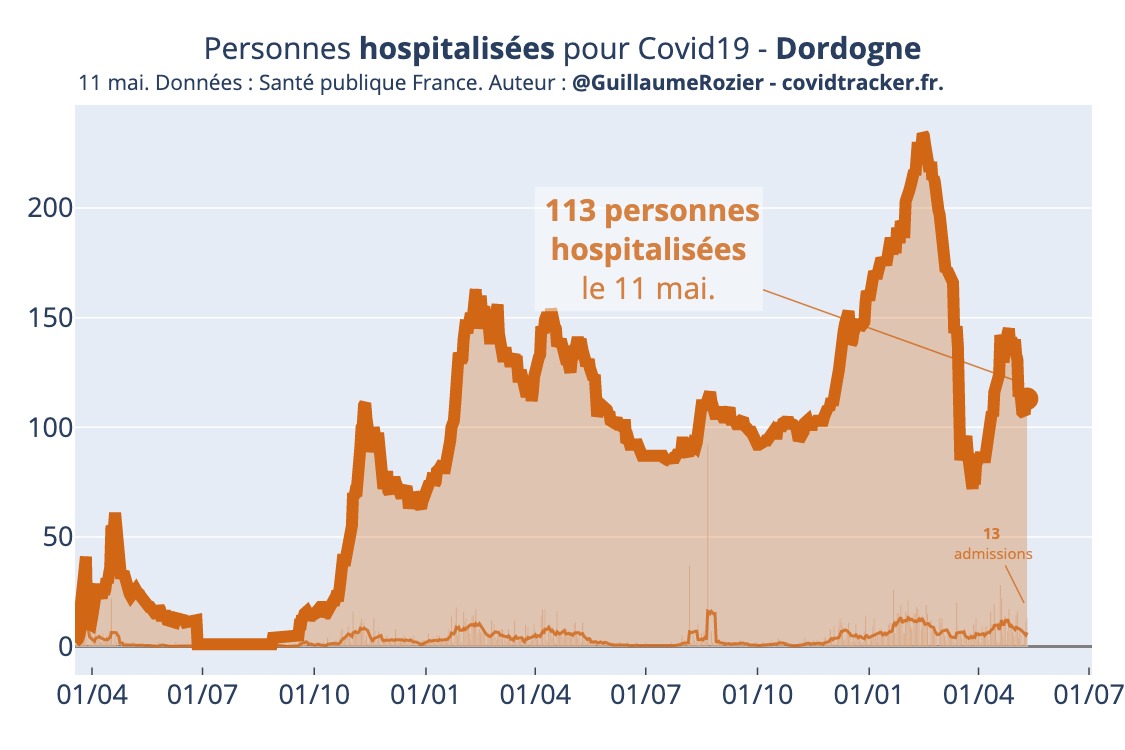 Personnes hospitalisées pour Covid19 - Dordogne
11 mai. Données : Santé publique France. Auteur : @GuillaumeRozier - covidtracker.fr.
200
113 personnes
hospitalisées
le 11 mai.
150
100
50
13
admissions
0
01/04 01/07 01/10 01/01 01/04 01/07 01/10 01/01 01/04 01/07